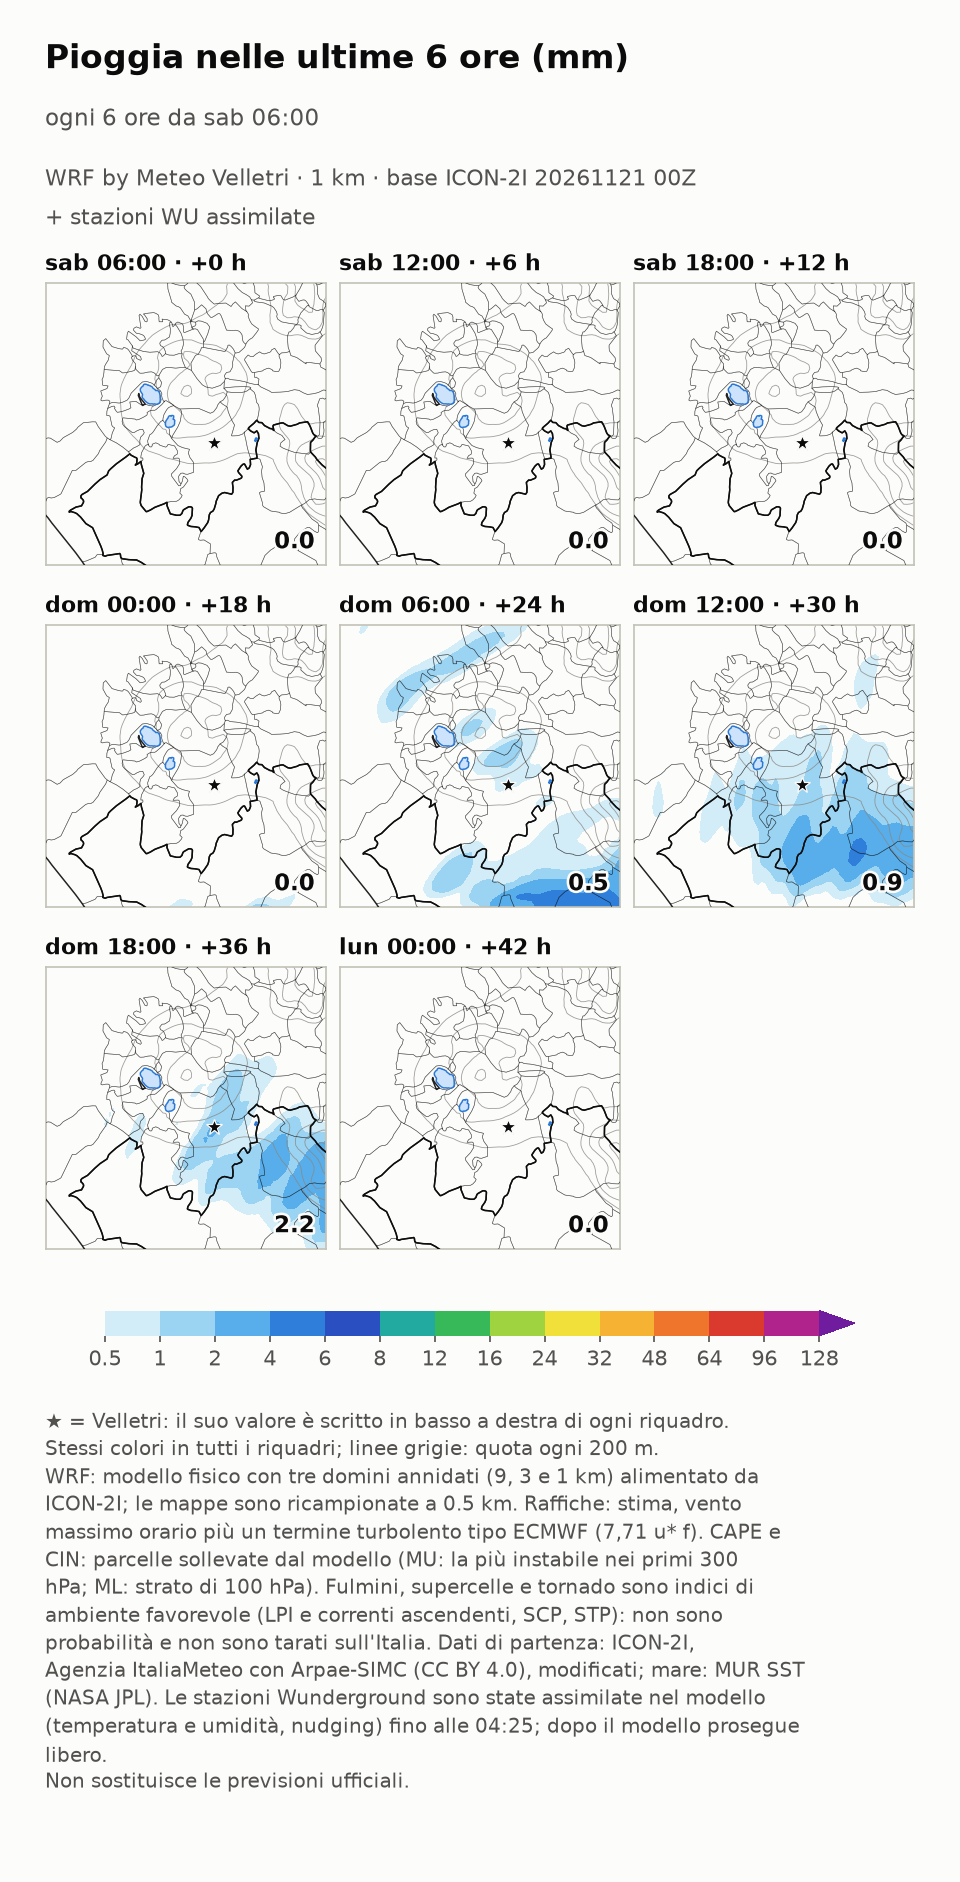 Pioggia nelle ultime 6 ore (mm)
ogni 6 ore da sab 06:00
WRF by Meteo Velletri · 1 km · base ICON-2I 20261121 00Z
+ stazioni WU assimilate
sab 06:00 · +0 h
sab 12:00 · +6 h
sab 18:00 · +12 h
0.0
0.0
0.0
dom 00:00 · +18 h
dom 06:00 · +24 h
dom 12:00 · +30 h
0.0
0.5
0.9
dom 18:00 · +36 h
lun 00:00 · +42 h
2.2
0.0
0.5 1 2 4 6 8 12 16 24 32 48 64 96 128
★ = Velletri: il suo valore è scritto in basso a destra di ogni riquadro.
Stessi colori in tutti i riquadri; linee grigie: quota ogni 200 m.
WRF: modello fisico con tre domini annidati (9, 3 e 1 km) alimentato da
ICON-2I; le mappe sono ricampionate a 0.5 km. Raffiche: stima, vento
massimo orario più un termine turbolento tipo ECMWF (7,71 u* f). CAPE e
CIN: parcelle sollevate dal modello (MU: la più instabile nei primi 300
hPa; ML: strato di 100 hPa). Fulmini, supercelle e tornado sono indici di
ambiente favorevole (LPI e correnti ascendenti, SCP, STP): non sono
probabilità e non sono tarati sull'Italia. Dati di partenza: ICON-2I,
Agenzia ItaliaMeteo con Arpae-SIMC (CC BY 4.0), modificati; mare: MUR SST
(NASA JPL). Le stazioni Wunderground sono state assimilate nel modello
(temperatura e umidità, nudging) fino alle 04:25; dopo il modello prosegue
libero.
Non sostituisce le previsioni ufficiali.